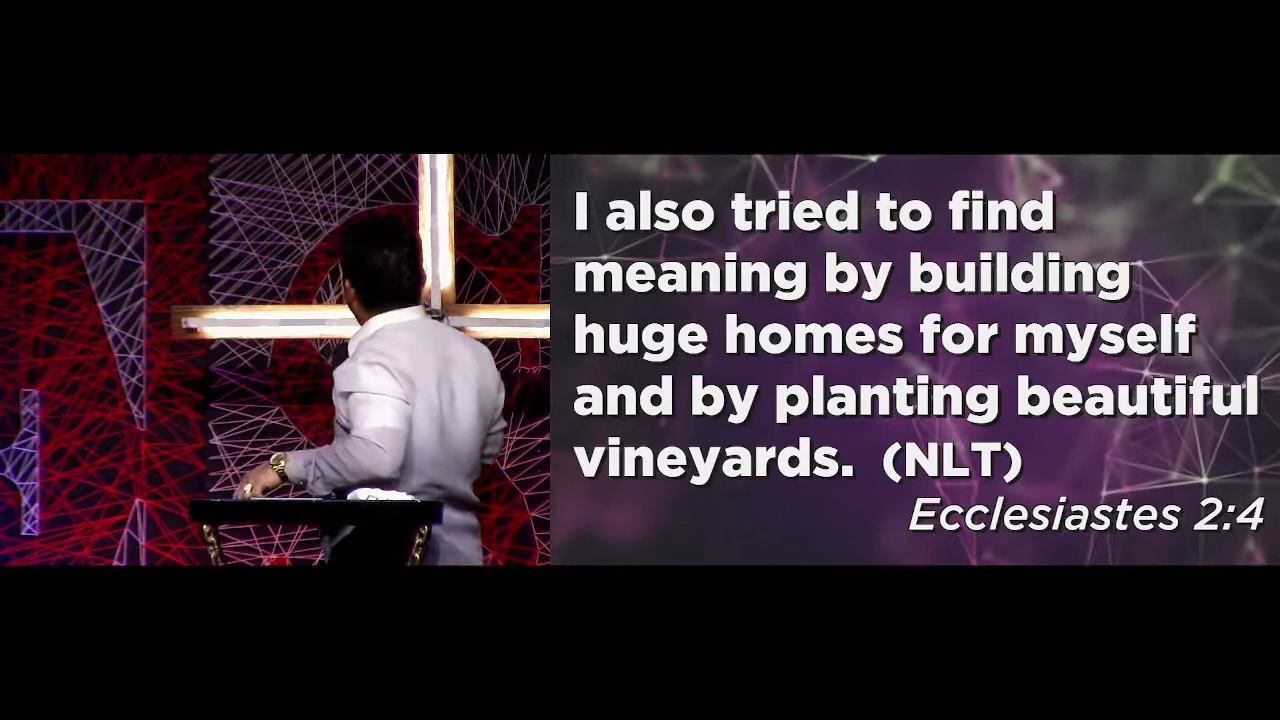 I also tried to find
meaning by building
huge homes for myself
and by planting beautiful
vineyards. (NLT)
Ecclesiastes 2:4